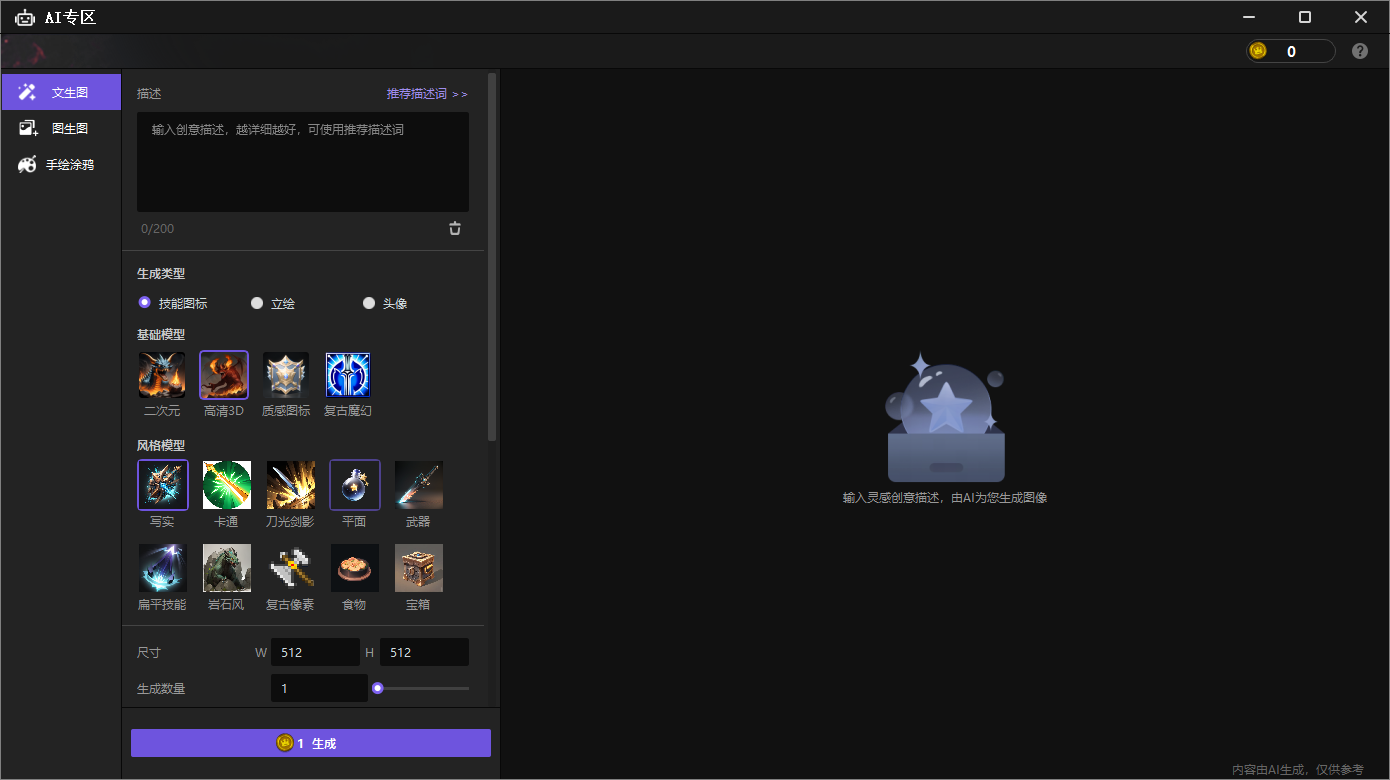 AI专区
0
文生图
图生图
手绘涂鸦
描述 推荐描述词 >>
输入创意描述，越详细越好，可使用推荐描述词
0/200
生成类型
技能图标 立绘 头像
基础模型
二次元 高清3D 质感图标 复古魔幻
风格模型
写实 卡通 刀光剑影 平面 武器
扁平技能 岩石风 复古像素 食物 宝箱
尺寸 W 512 H 512
生成数量 1
1 生成
输入灵感创意描述，由AI为您生成图像
内容由AI生成，仅供参考